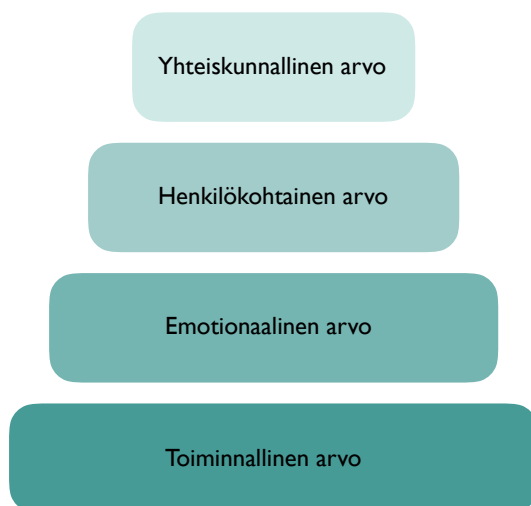 Yhteiskunnallinen arvo
Henkilökohtainen arvo
Emotionaalinen arvo
Toiminnallinen arvo